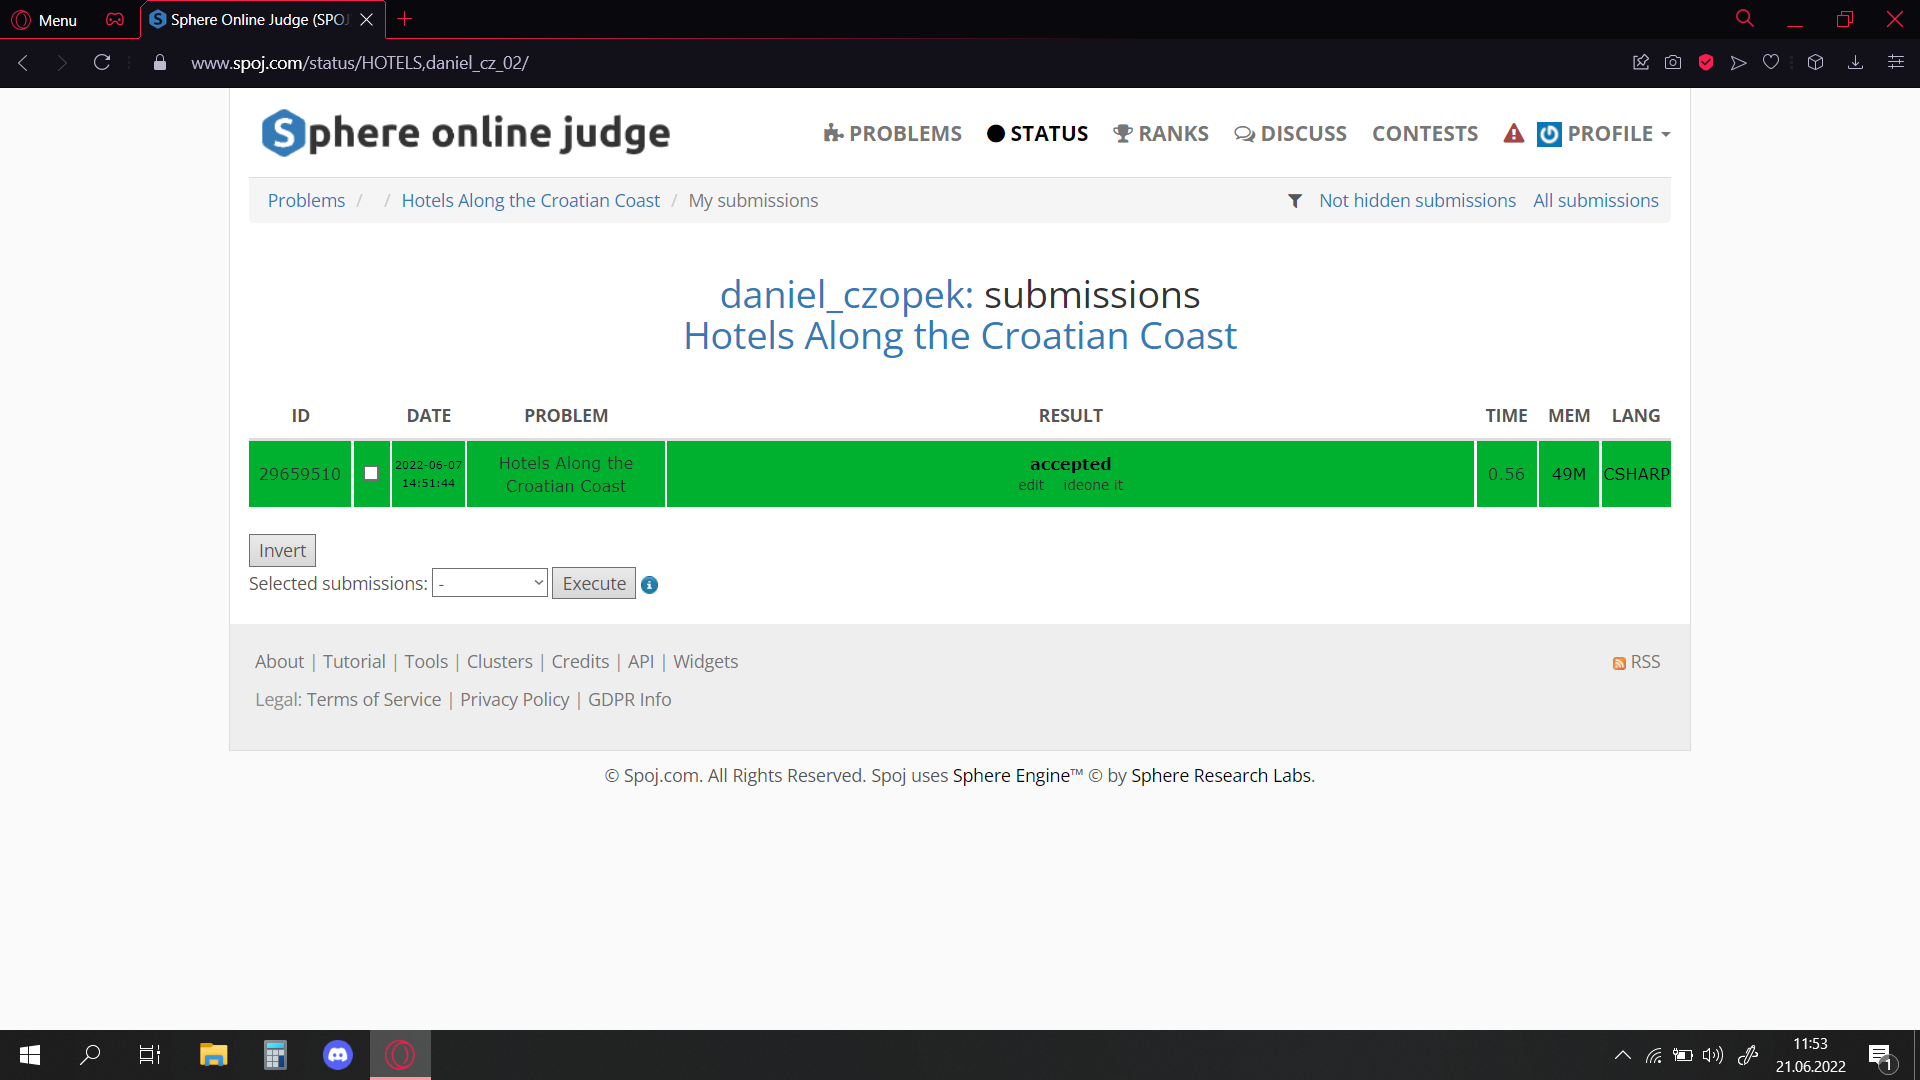 Menu
Sphere Online Judge (SPOJ
www.spoj.com/status/HOTELS,daniel_cz_02/
Sphere online judge
PROBLEMS STATUS RANKS DISCUSS CONTESTS PROFILE
Problems / / Hotels Along the Croatian Coast / My submissions
Not hidden submissions All submissions
daniel_czopek: submissions
Hotels Along the Croatian Coast
ID DATE PROBLEM RESULT TIME MEM LANG
29659510
2022-06-07
14:51:44
Hotels Along the
Croatian Coast
accepted
edit ideone it
0.56 49M CSHARP
Invert
Selected submissions: - Execute
About | Tutorial | Tools | Clusters | Credits | API | Widgets
RSS
Legal: Terms of Service | Privacy Policy | GDPR Info
© Spoj.com. All Rights Reserved. Spoj uses Sphere Engine™ © by Sphere Research Labs.
11:53
21.06.2022
1